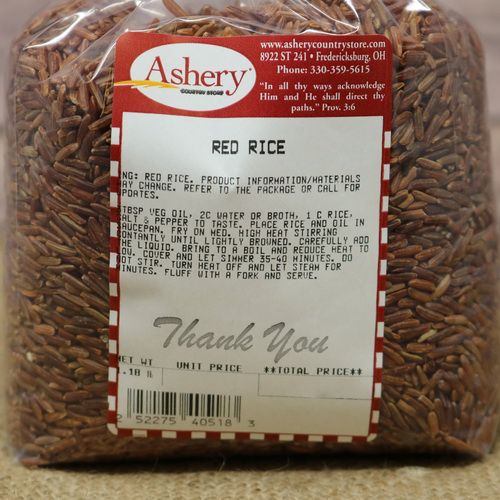 Ashery
COUNTRY STORE
www.asherycountrystore.com
8922 ST 241 • Fredericksburg, OH
Phone: 330-359-5615
"In all thy ways acknowledge
Him and He shall direct thy
paths." Prov. 3:6
RED RICE
NG: RED RICE. PRODUCT INFORMATION/MATERIALS
AY CHANGE. REFER TO THE PACKAGE OR CALL FOR
PDATES.
TBSP VEG OIL, 2C WATER OR BROTH, 1 C RICE,
ALT & PEPPER TO TASTE. PLACE RICE AND OIL IN
AUCEPAN. FRY ON MED. HIGH HEAT STIRRING
ONTANTLY UNTIL LIGHTLY BROWNED. CAREFULLY ADD
HE LIQUID. BRING TO A BOIL AND REDUCE HEAT TO
OW. COVER AND LET SIMMER 35-40 MINUTES. DO
OT STIR. TURN HEAT OFF AND LET STEAM FOR
INUTES. FLUFF WITH A FORK AND SERVE.
Thank You
NET WT UNIT PRICE **TOTAL PRICE**
1.18 lb
2 52275 40518 3